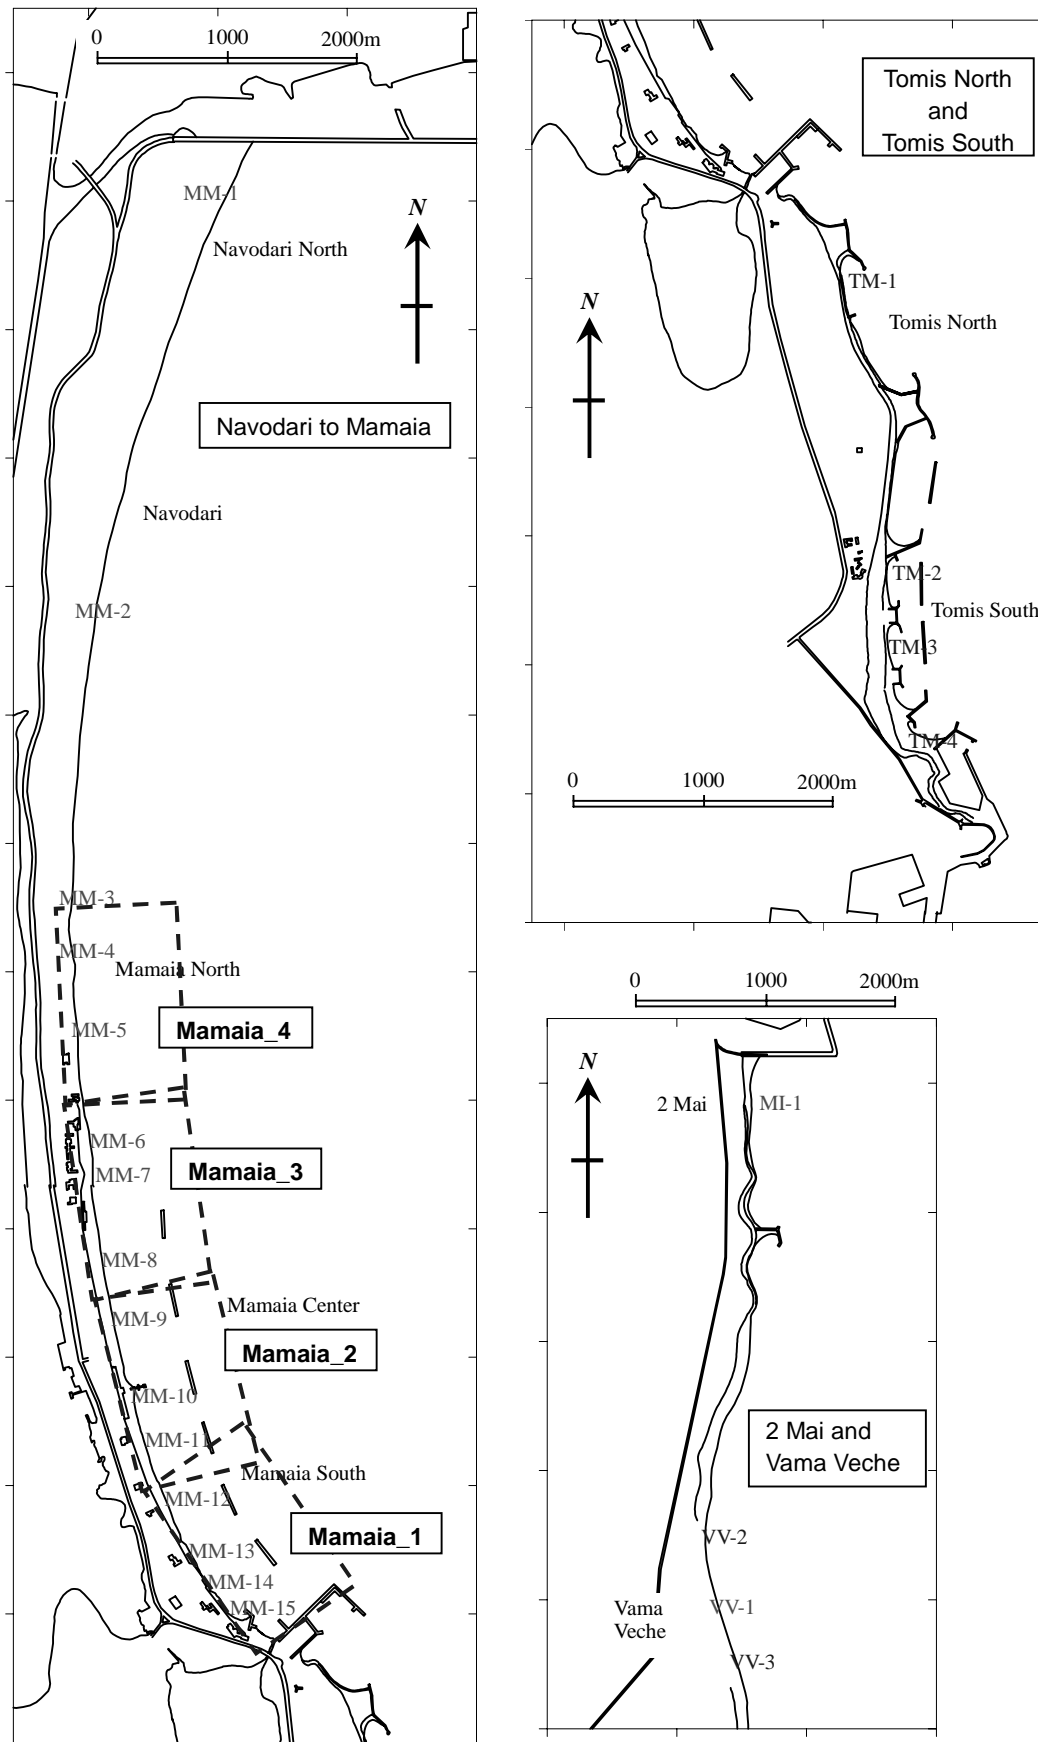 0 1000 2000m
MM-1
N
Navodari North
Navodari to Mamaia
Navodari
MM-2
MM-3
MM-4
Mamaia North
MM-5
Mamaia_4
MM-6
Mamaia_3
MM-7
MM-8
Mamaia Center
MM-9
Mamaia_2
MM-10
MM-11
Mamaia South
MM-12
Mamaia_1
MM-13
MM-14
MM-15
Tomis North
and
Tomis South
TM-1
N
Tomis North
TM-2
Tomis South
TM-3
TM-4
0 1000 2000m
0 1000 2000m
N
2 Mai
MI-1
2 Mai and
Vama Veche
VV-2
Vama
Veche
VV-1
VV-3